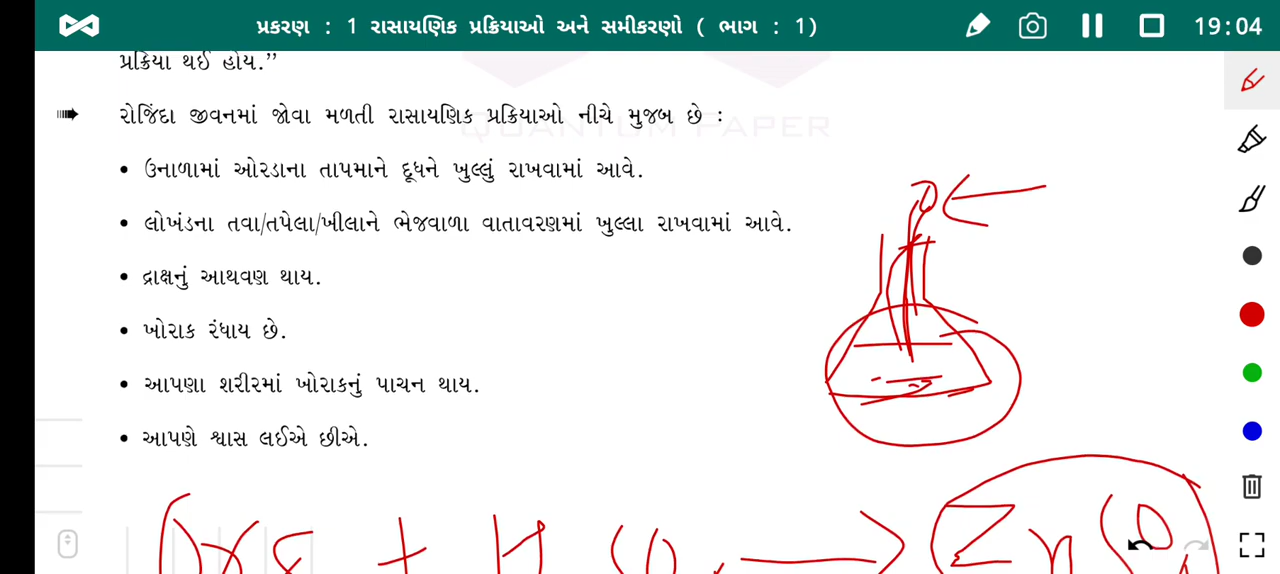 પ્રકરણ : 1 રાસાયણિક પ્રક્રિયાઓ અને સમીકરણો ( ભાગ : 1)
19:04
પ્રક્રિયા થઈ હોય.”
રોજિંદા જીવનમાં જોવા મળતી રાસાયણિક પ્રક્રિયાઓ નીચે મુજબ છે :
QUANTUM PAPER
• ઉનાળામાં ઓરડાના તાપમાને દૂધને ખુલ્લું રાખવામાં આવે.
• લોખંડના તવા/તપેલા/ખીલાને ભેજવાળા વાતાવરણમાં ખુલ્લા રાખવામાં આવે.
• દ્રાક્ષનું આથવણ થાય.
• ખોરાક રંધાય છે.
• આપણા શરીરમાં ખોરાકનું પાચન થાય.
• આપણે શ્વાસ લઈએ છીએ.